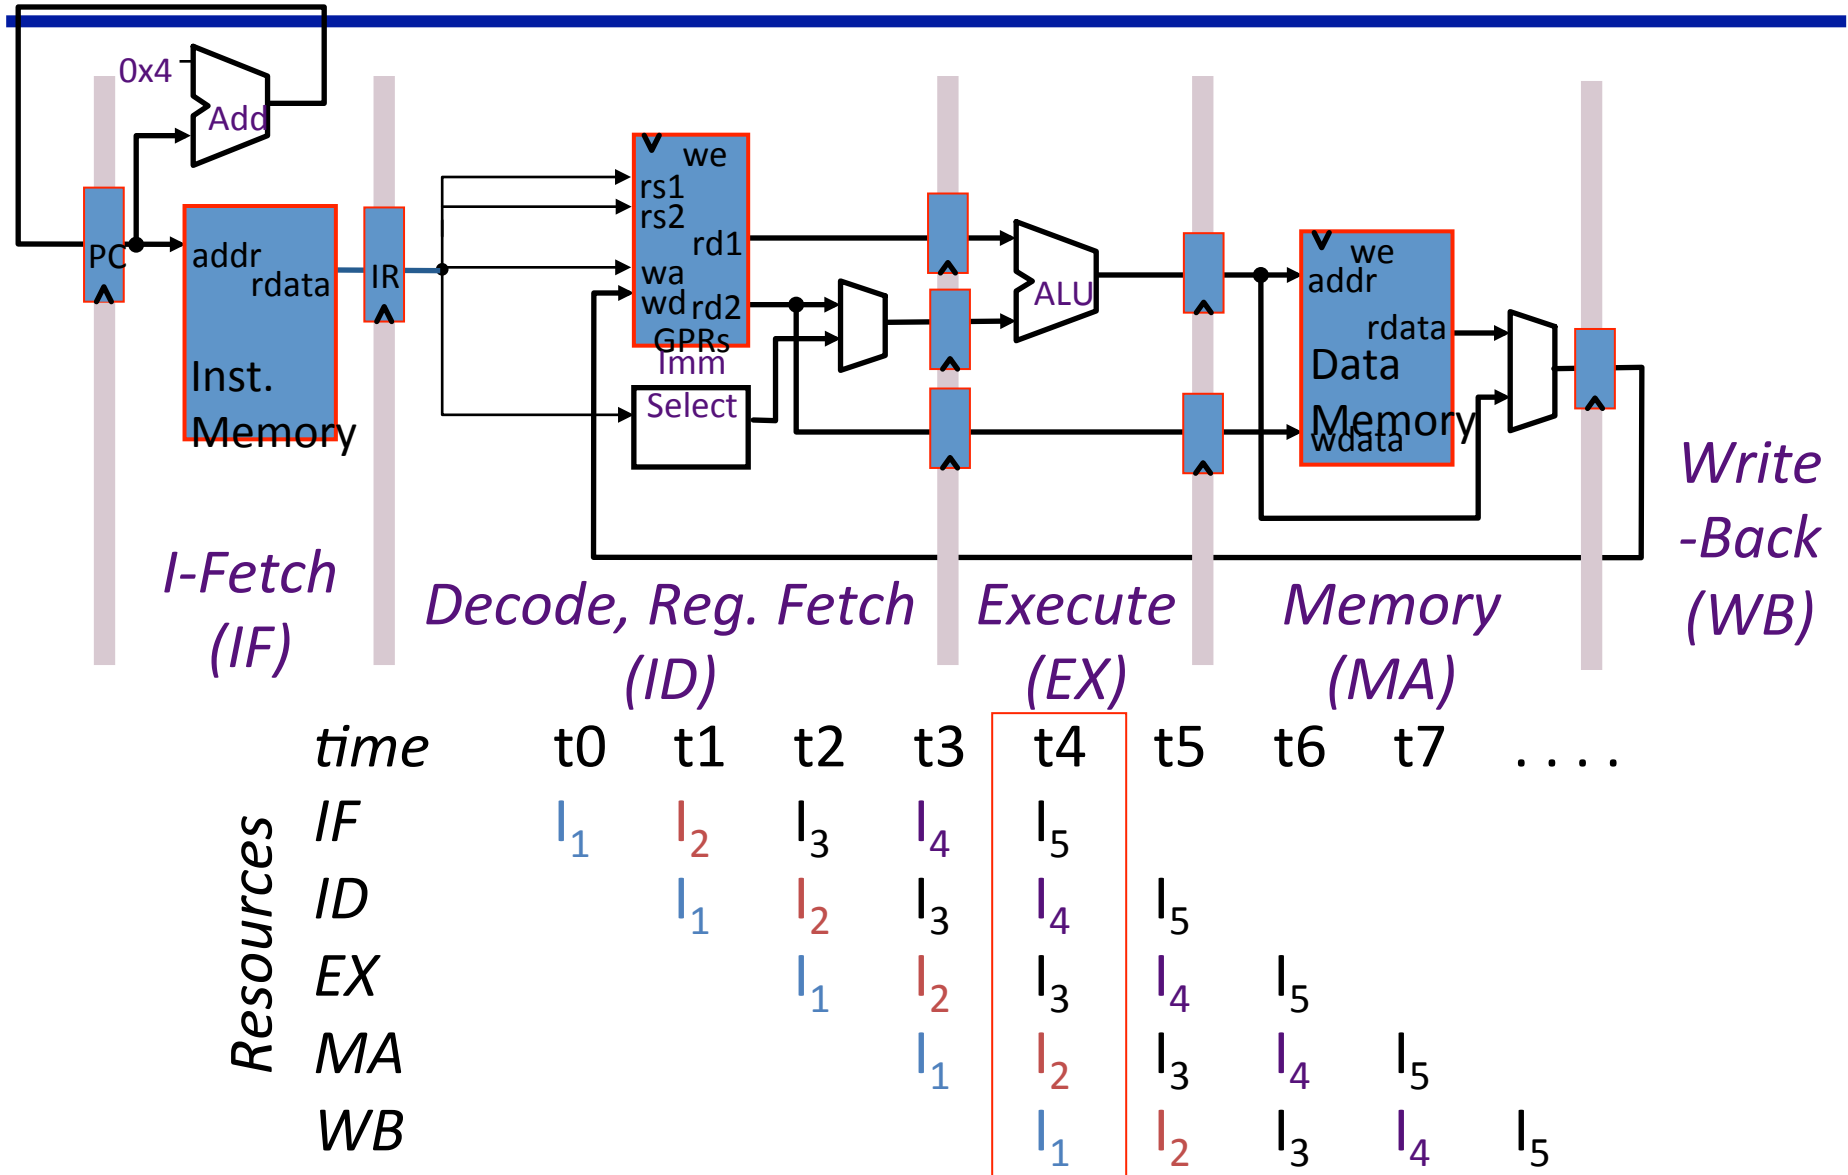 0x4
Add
PC
addr
rdata
Inst.
Memory
IR
we
rs1
rs2
rd1
wa
wd rd2
GPRs
Imm
Select
ALU
we
addr
rdata
Data
Memory
wdata
I-Fetch
(IF)
Decode, Reg. Fetch
(ID)
Execute
(EX)
Memory
(MA)
Write
-Back
(WB)
time t0 t1 t2 t3 t4 t5 t6 t7 . . . .
Resources
IF I1 I2 I3 I4 I5
ID I1 I2 I3 I4 I5
EX I1 I2 I3 I4 I5
MA I1 I2 I3 I4 I5
WB I1 I2 I3 I4 I5